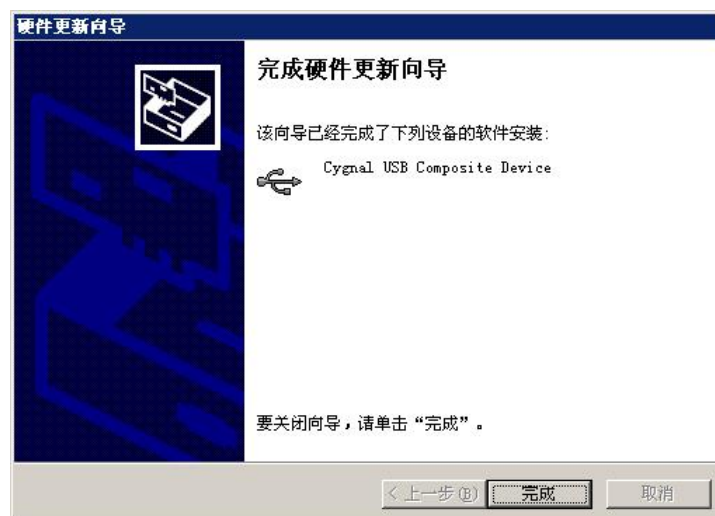 硬件更新向导
完成硬件更新向导
该向导已经完成了下列设备的软件安装:
Cygnal USB Composite Device
要关闭向导，请单击“完成”。
< 上一步(B)
完成
取消